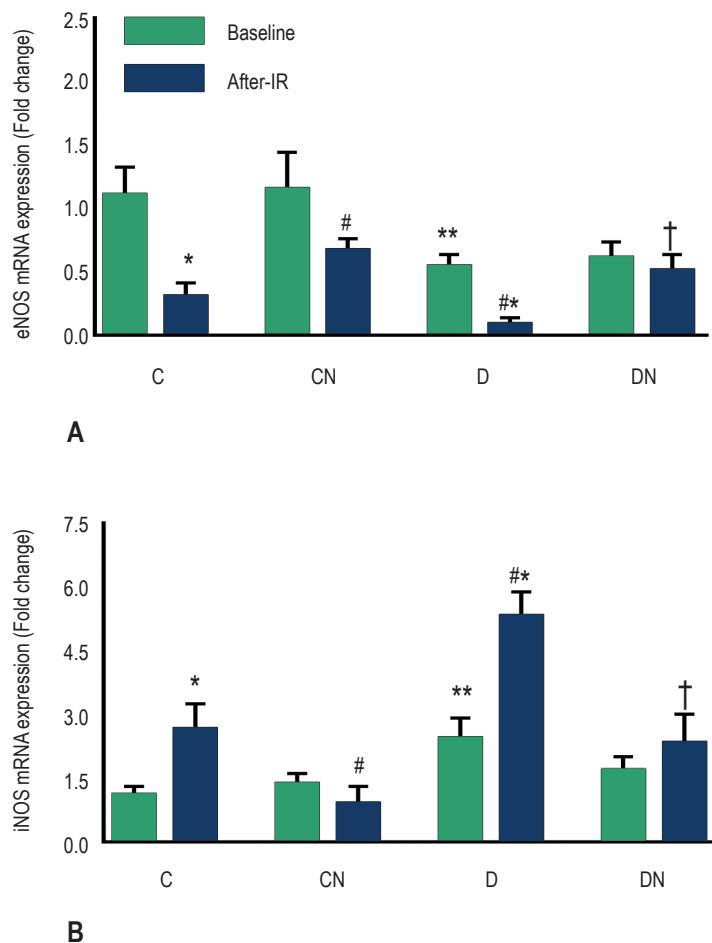 eNOS mRNA expression (Fold change)
2.5
2.0
1.5
1.0
0.5
0.0
Baseline
After-IR
*
#
**
#*
†
C
CN
D
DN
A
iNOS mRNA expression (Fold change)
7.5
6.0
4.5
3.0
1.5
0.0
*
#
**
#*
†
C
CN
D
DN
B